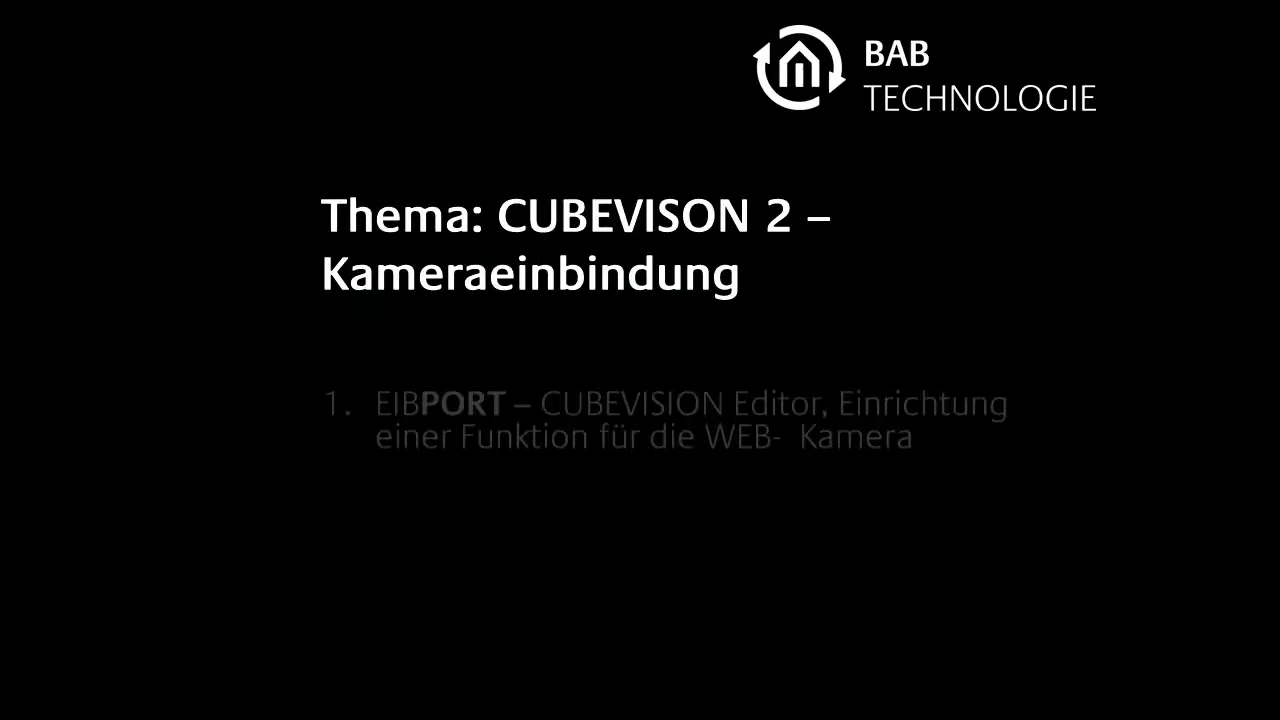 BAB
TECHNOLOGIE
Thema: CUBEVISON 2 –
Kameraeinbindung
1. EIBPORT – CUBEVISION Editor, Einrichtung
einer Funktion für die WEB- Kamera